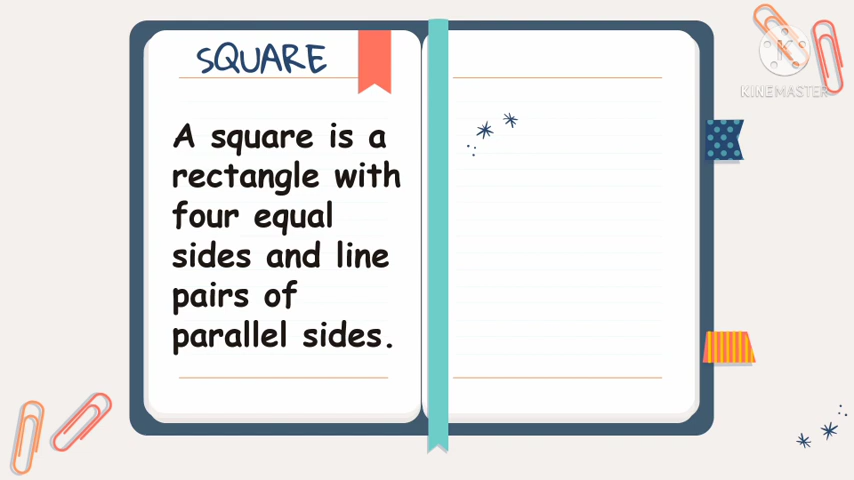 SQUARE
A square is a
rectangle with
four equal
sides and line
pairs of
parallel sides.
KINEMASTER